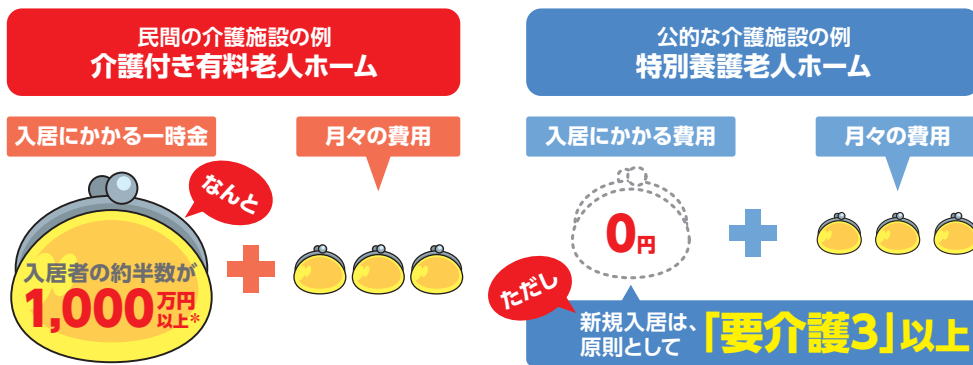 民間の介護施設の例
介護付き有料老人ホーム
入居にかかる一時金
月々の費用
なんと
入居者の約半数が
1,000万円以上*
公的な介護施設の例
特別養護老人ホーム
入居にかかる費用
月々の費用
0円
ただし
新規入居は、
原則として
「要介護3」以上